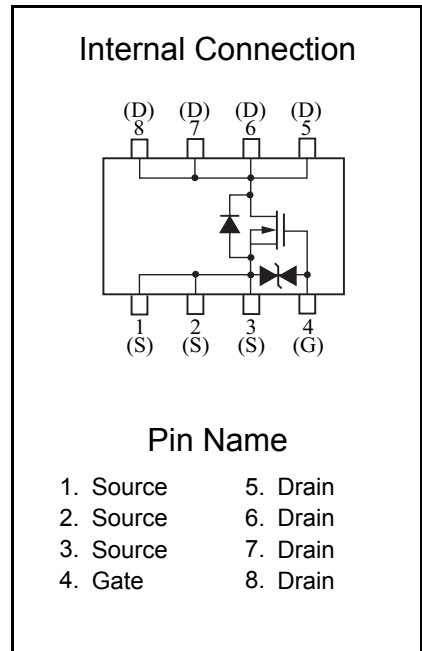 Internal Connection
(D) (D) (D) (D)
8 7 6 5
1 2 3 4
(S) (S) (S) (G)
Pin Name
1. Source 5. Drain
2. Source 6. Drain
3. Source 7. Drain
4. Gate 8. Drain